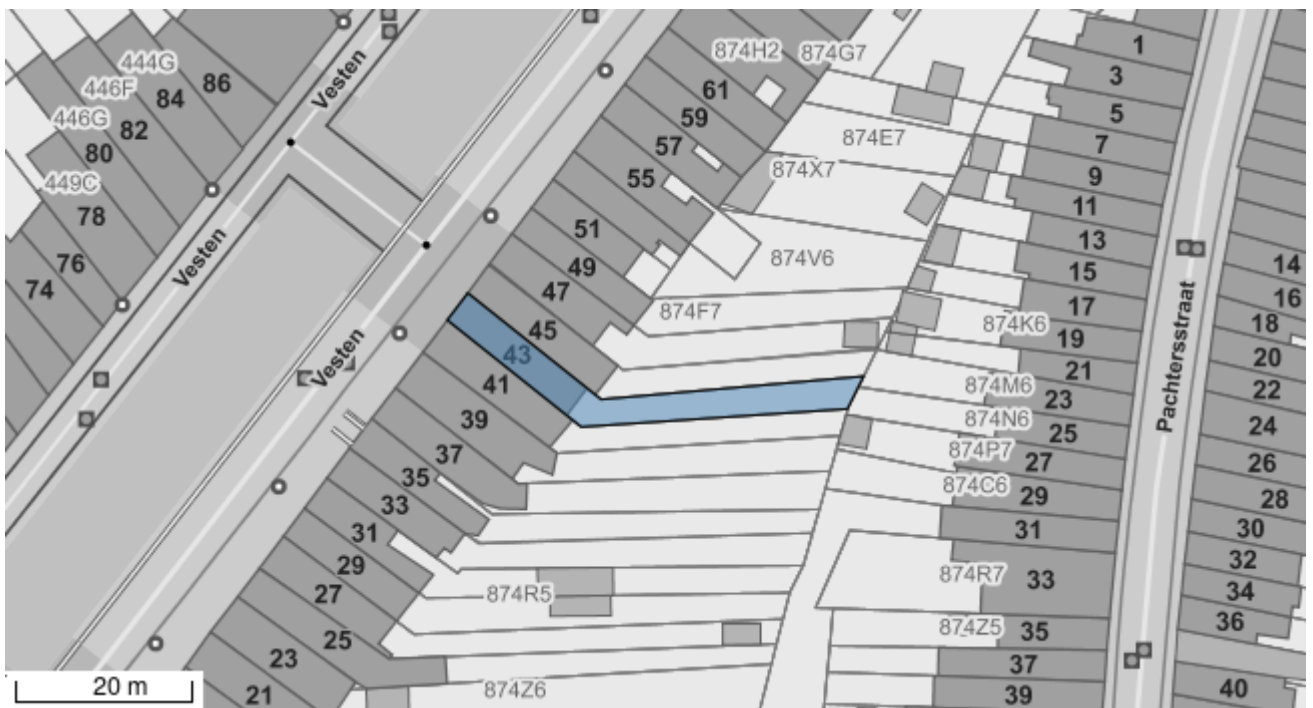 444G
86
446F
84
446G
82
80
449C
78
76
74
Vesten
Vesten
Vesten
874H2
874G7
61
59
57
55
51
49
47
45
43
41
39
37
35
33
31
29
27
25
23
21
874E7
874X7
874V6
874F7
874K6
874M6
874N6
874P7
874C6
874R7
874Z5
874R5
874Z6
1
3
5
7
9
11
13
15
17
19
21
23
25
27
29
31
33
35
37
39
Pachtersstraat
14
16
18
20
22
24
26
28
30
32
34
36
40
20 m